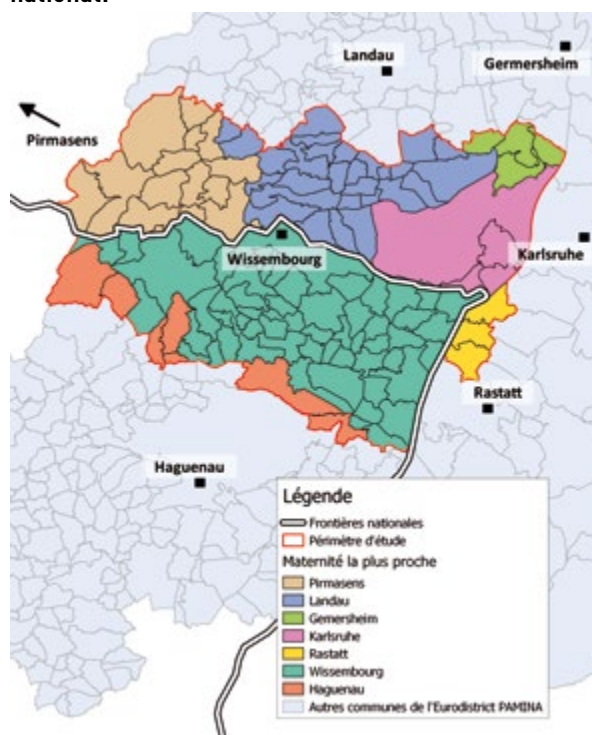 national.
Landau
Germersheim
Pirmasens
Wissembourg
Karlsruhe
Rastatt
Haguenau
Légende
Frontières nationales
Périmètre d'étude
Maternité la plus proche
Pirmasens
Landau
Gemersheim
Karlsruhe
Rastatt
Wissembourg
Haguenau
Autres communes de l'Eurodistrict PAMINA